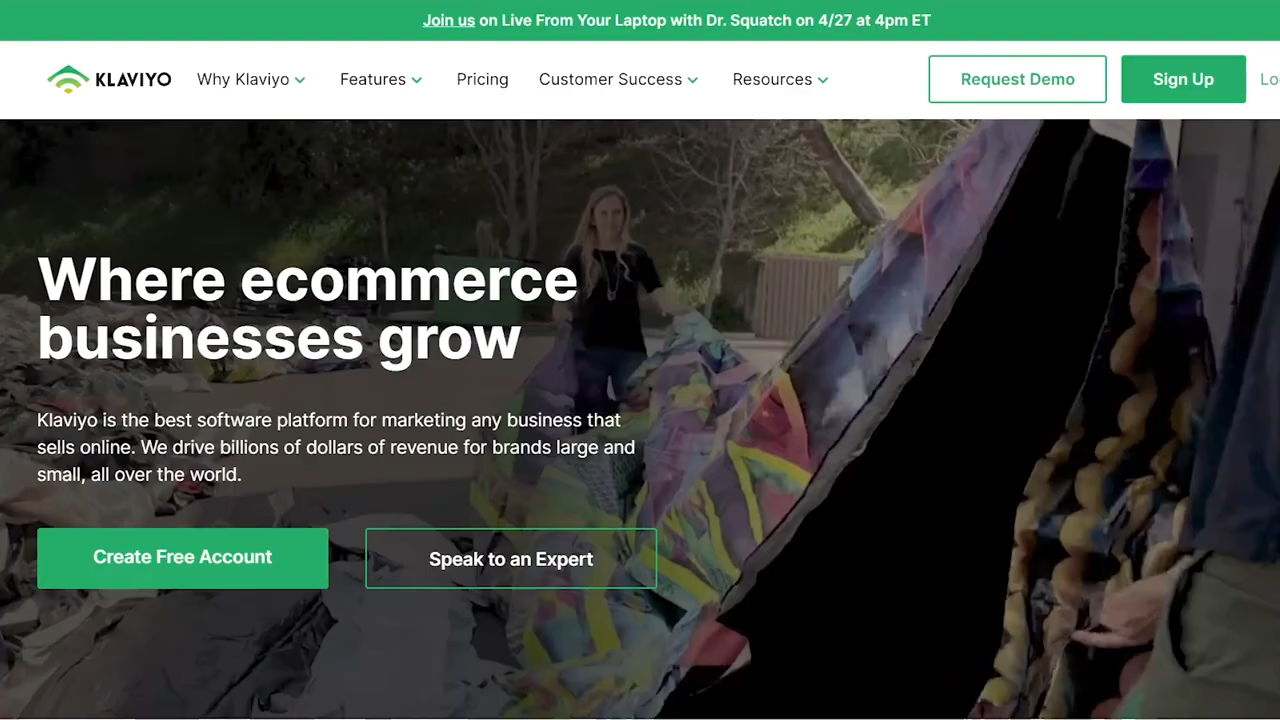 Join us on Live From Your Laptop with Dr. Squatch on 4/27 at 4pm ET
KLAVIYO Why Klaviyo Features Pricing Customer Success Resources Request Demo Sign Up Lo
Where ecommerce
businesses grow
Klaviyo is the best software platform for marketing any business that
sells online. We drive billions of dollars of revenue for brands large and
small, all over the world.
Create Free Account Speak to an Expert